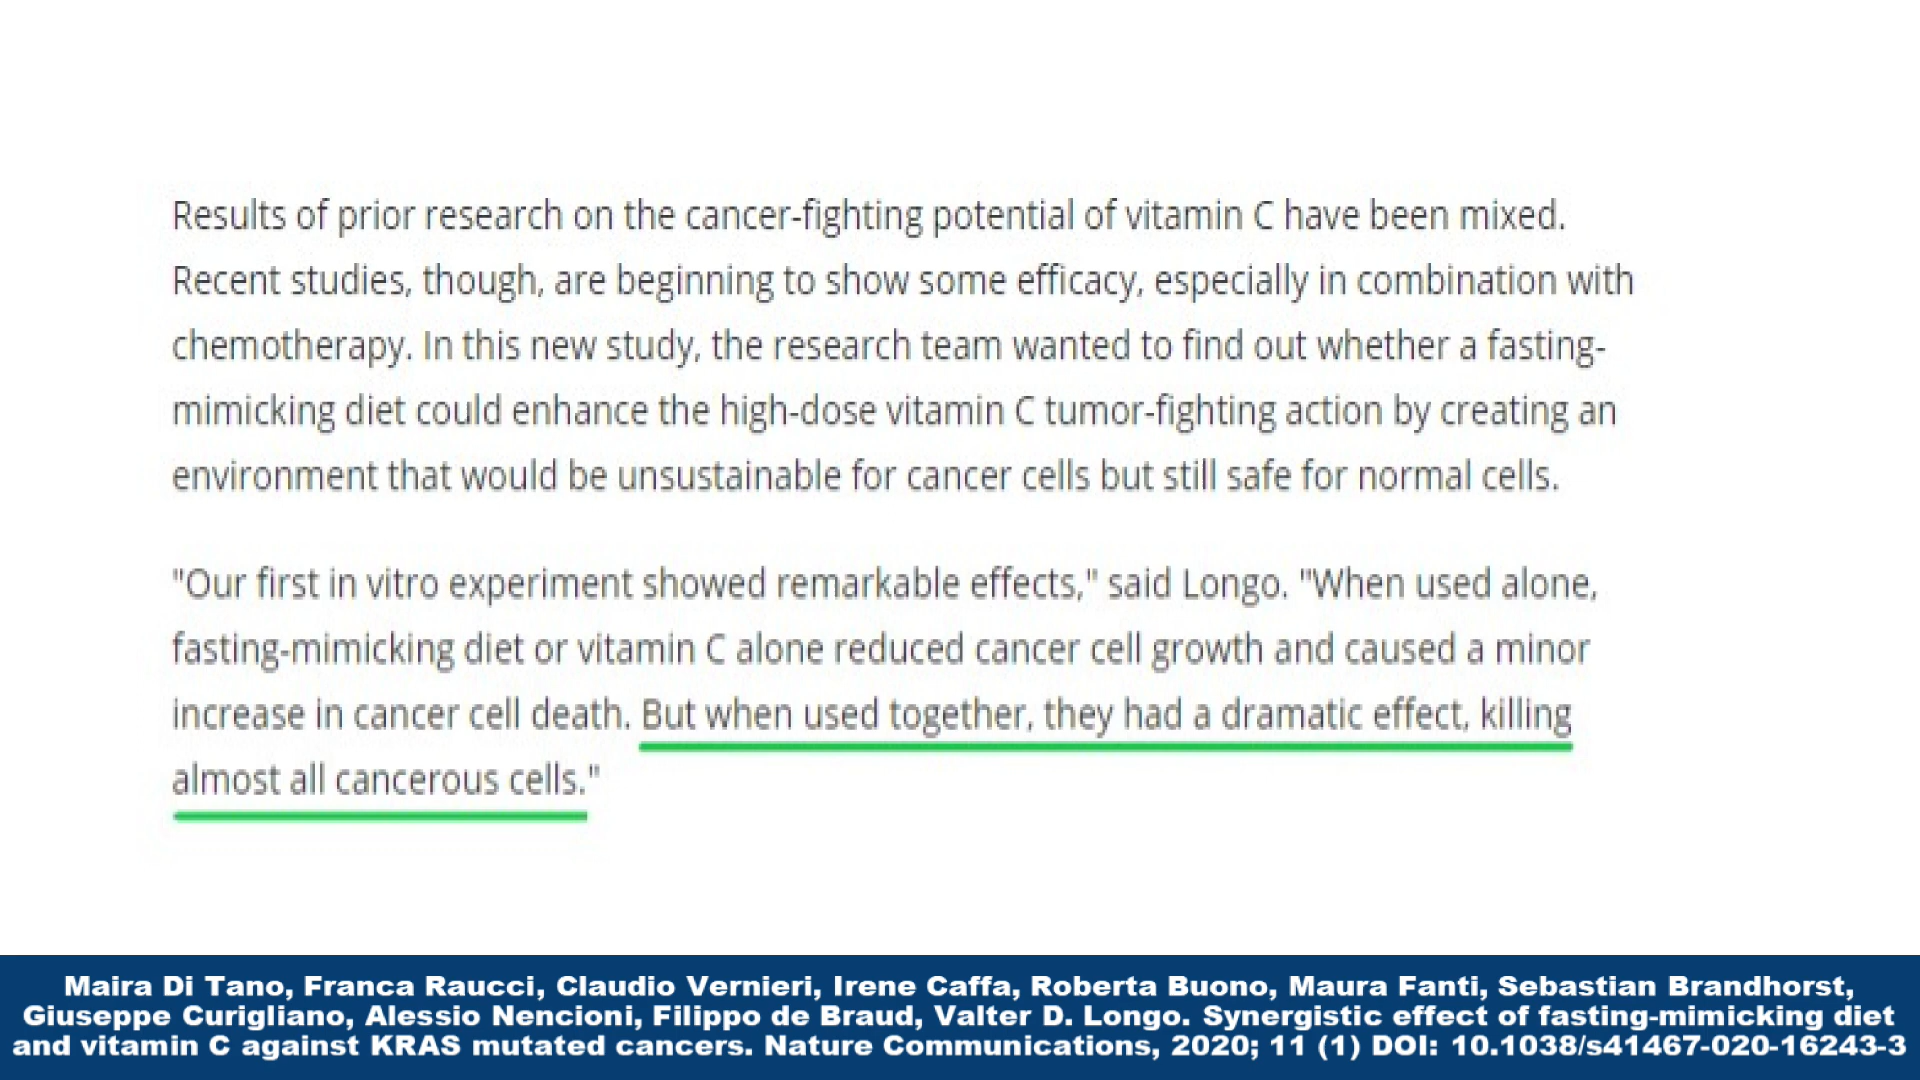 Results of prior research on the cancer-fighting potential of vitamin C have been mixed.
Recent studies, though, are beginning to show some efficacy, especially in combination with
chemotherapy. In this new study, the research team wanted to find out whether a fasting-
mimicking diet could enhance the high-dose vitamin C tumor-fighting action by creating an
environment that would be unsustainable for cancer cells but still safe for normal cells.
"Our first in vitro experiment showed remarkable effects," said Longo. "When used alone,
fasting-mimicking diet or vitamin C alone reduced cancer cell growth and caused a minor
increase in cancer cell death. But when used together, they had a dramatic effect, killing
almost all cancerous cells."
Maira Di Tano, Franca Raucci, Claudio Vernieri, Irene Caffa, Roberta Buono, Maura Fanti, Sebastian Brandhorst,
Giuseppe Curigliano, Alessio Nencioni, Filippo de Braud, Valter D. Longo. Synergistic effect of fasting-mimicking diet
and vitamin C against KRAS mutated cancers. Nature Communications, 2020; 11 (1) DOI: 10.1038/s41467-020-16243-3